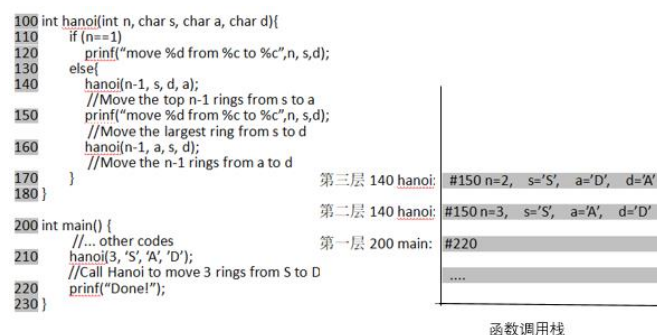 100 int hanoi(int n, char s, char a, char d){
110 if (n==1)
120 prinf(“move %d from %c to %c”,n, s,d);
130 else{
140 hanoi(n-1, s, d, a);
//Move the top n-1 rings from s to a
150 prinf(“move %d from %c to %c”,n, s,d);
//Move the largest ring from s to d
160 hanoi(n-1, a, s, d);
//Move the n-1 rings from a to d
170 }
180 }
200 int main() {
//... other codes
210 hanoi(3, ‘S’, ‘A’, ‘D’);
//Call Hanoi to move 3 rings from S to D
220 prinf(“Done!”);
230 }
第三层 140 hanoi: #150 n=2, s=‘S’, a=‘D’, d=‘A’
第二层 140 hanoi: #150 n=3, s=‘S’, a=‘A’, d=‘D’
第一层 200 main: #220
....
函数调用栈